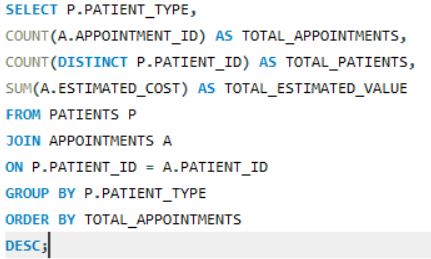 SELECT P.PATIENT_TYPE,
COUNT(A.APPOINTMENT_ID) AS TOTAL_APPOINTMENTS,
COUNT(DISTINCT P.PATIENT_ID) AS TOTAL_PATIENTS,
SUM(A.ESTIMATED_COST) AS TOTAL_ESTIMATED_VALUE
FROM PATIENTS P
JOIN APPOINTMENTS A
ON P.PATIENT_ID = A.PATIENT_ID
GROUP BY P.PATIENT_TYPE
ORDER BY TOTAL_APPOINTMENTS
DESC;